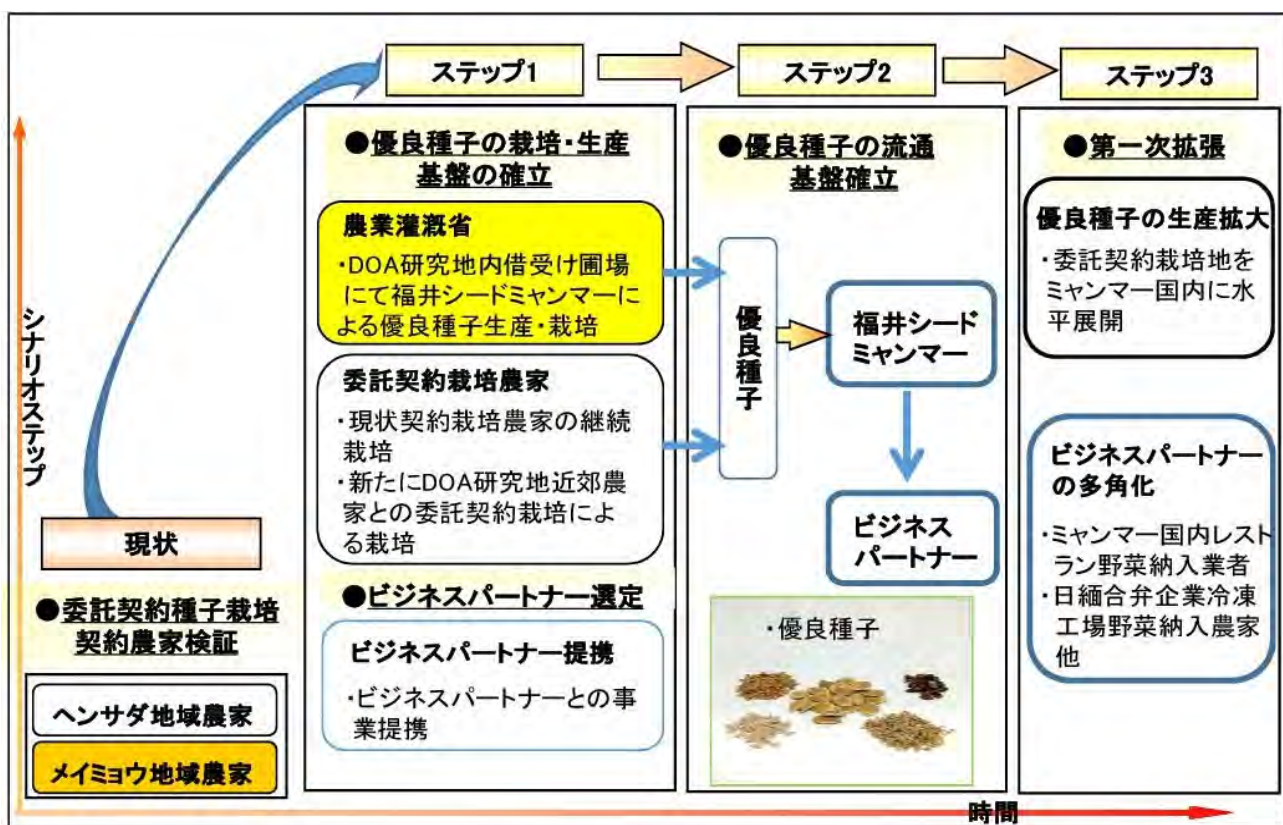 ステップ1
ステップ2
ステップ3
シナリオステップ
現状
●委託契約種子栽培
契約農家検証
ヘンサダ地域農家
メイミョウ地域農家
●優良種子の栽培・生産
基盤の確立
農業灌漑省
・DOA研究地内借受け圃場
にて福井シードミャンマーに
よる優良種子生産・栽培
委託契約栽培農家
・現状契約栽培農家の継続
栽培
・新たにDOA研究地近郊農
家との委託契約栽培によ
る栽培
●ビジネスパートナー選定
ビジネスパートナー提携
・ビジネスパートナーとの事
業提携
●優良種子の流通
基盤確立
優良種子
福井シード
ミャンマー
ビジネス
パートナー
・優良種子
●第一次拡張
優良種子の生産拡大
・委託契約栽培地を
ミャンマー国内に水
平展開
ビジネスパートナー
の多角化
・ミャンマー国内レスト
ラン野菜納入業者
・日緬合弁企業冷凍
工場野菜納入農家
他
時間